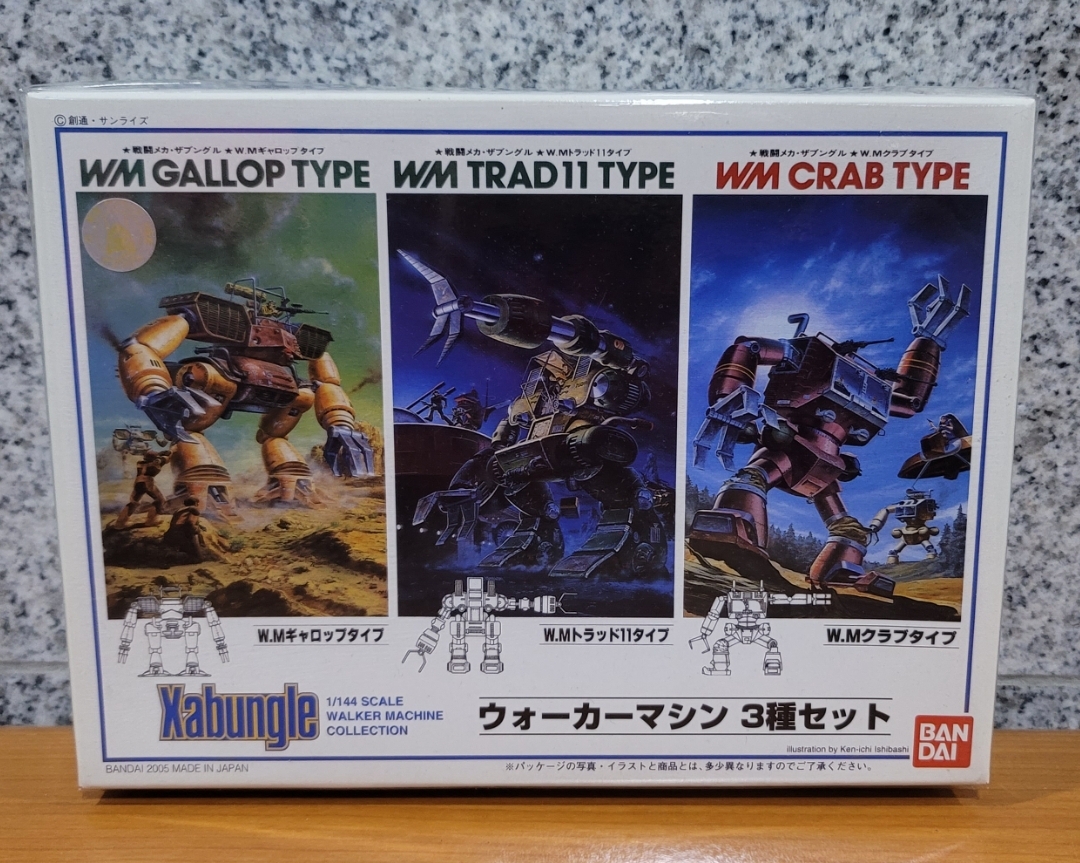 ©創通・サンライズ
★戦闘メカ・ザブングル ★W.Mギャロップタイプ
WM GALLOP TYPE
★戦闘メカ・ザブングル ★W.Mトラッド11タイプ
WM TRAD 11 TYPE
★戦闘メカ・ザブングル ★W.Mクラブタイプ
WM CRAB TYPE
W.Mギャロップタイプ
W.Mトラッド11タイプ
W.Mクラブタイプ
Xabungle
1/144 SCALE
WALKER MACHINE
COLLECTION
ウォーカーマシン 3種セット
illustration by Ken-ichi Ishibashi
BAN
DAI
BANDAI 2005 MADE IN JAPAN
※パッケージの写真・イラストと商品とは、多少異なりますのでご了承ください。